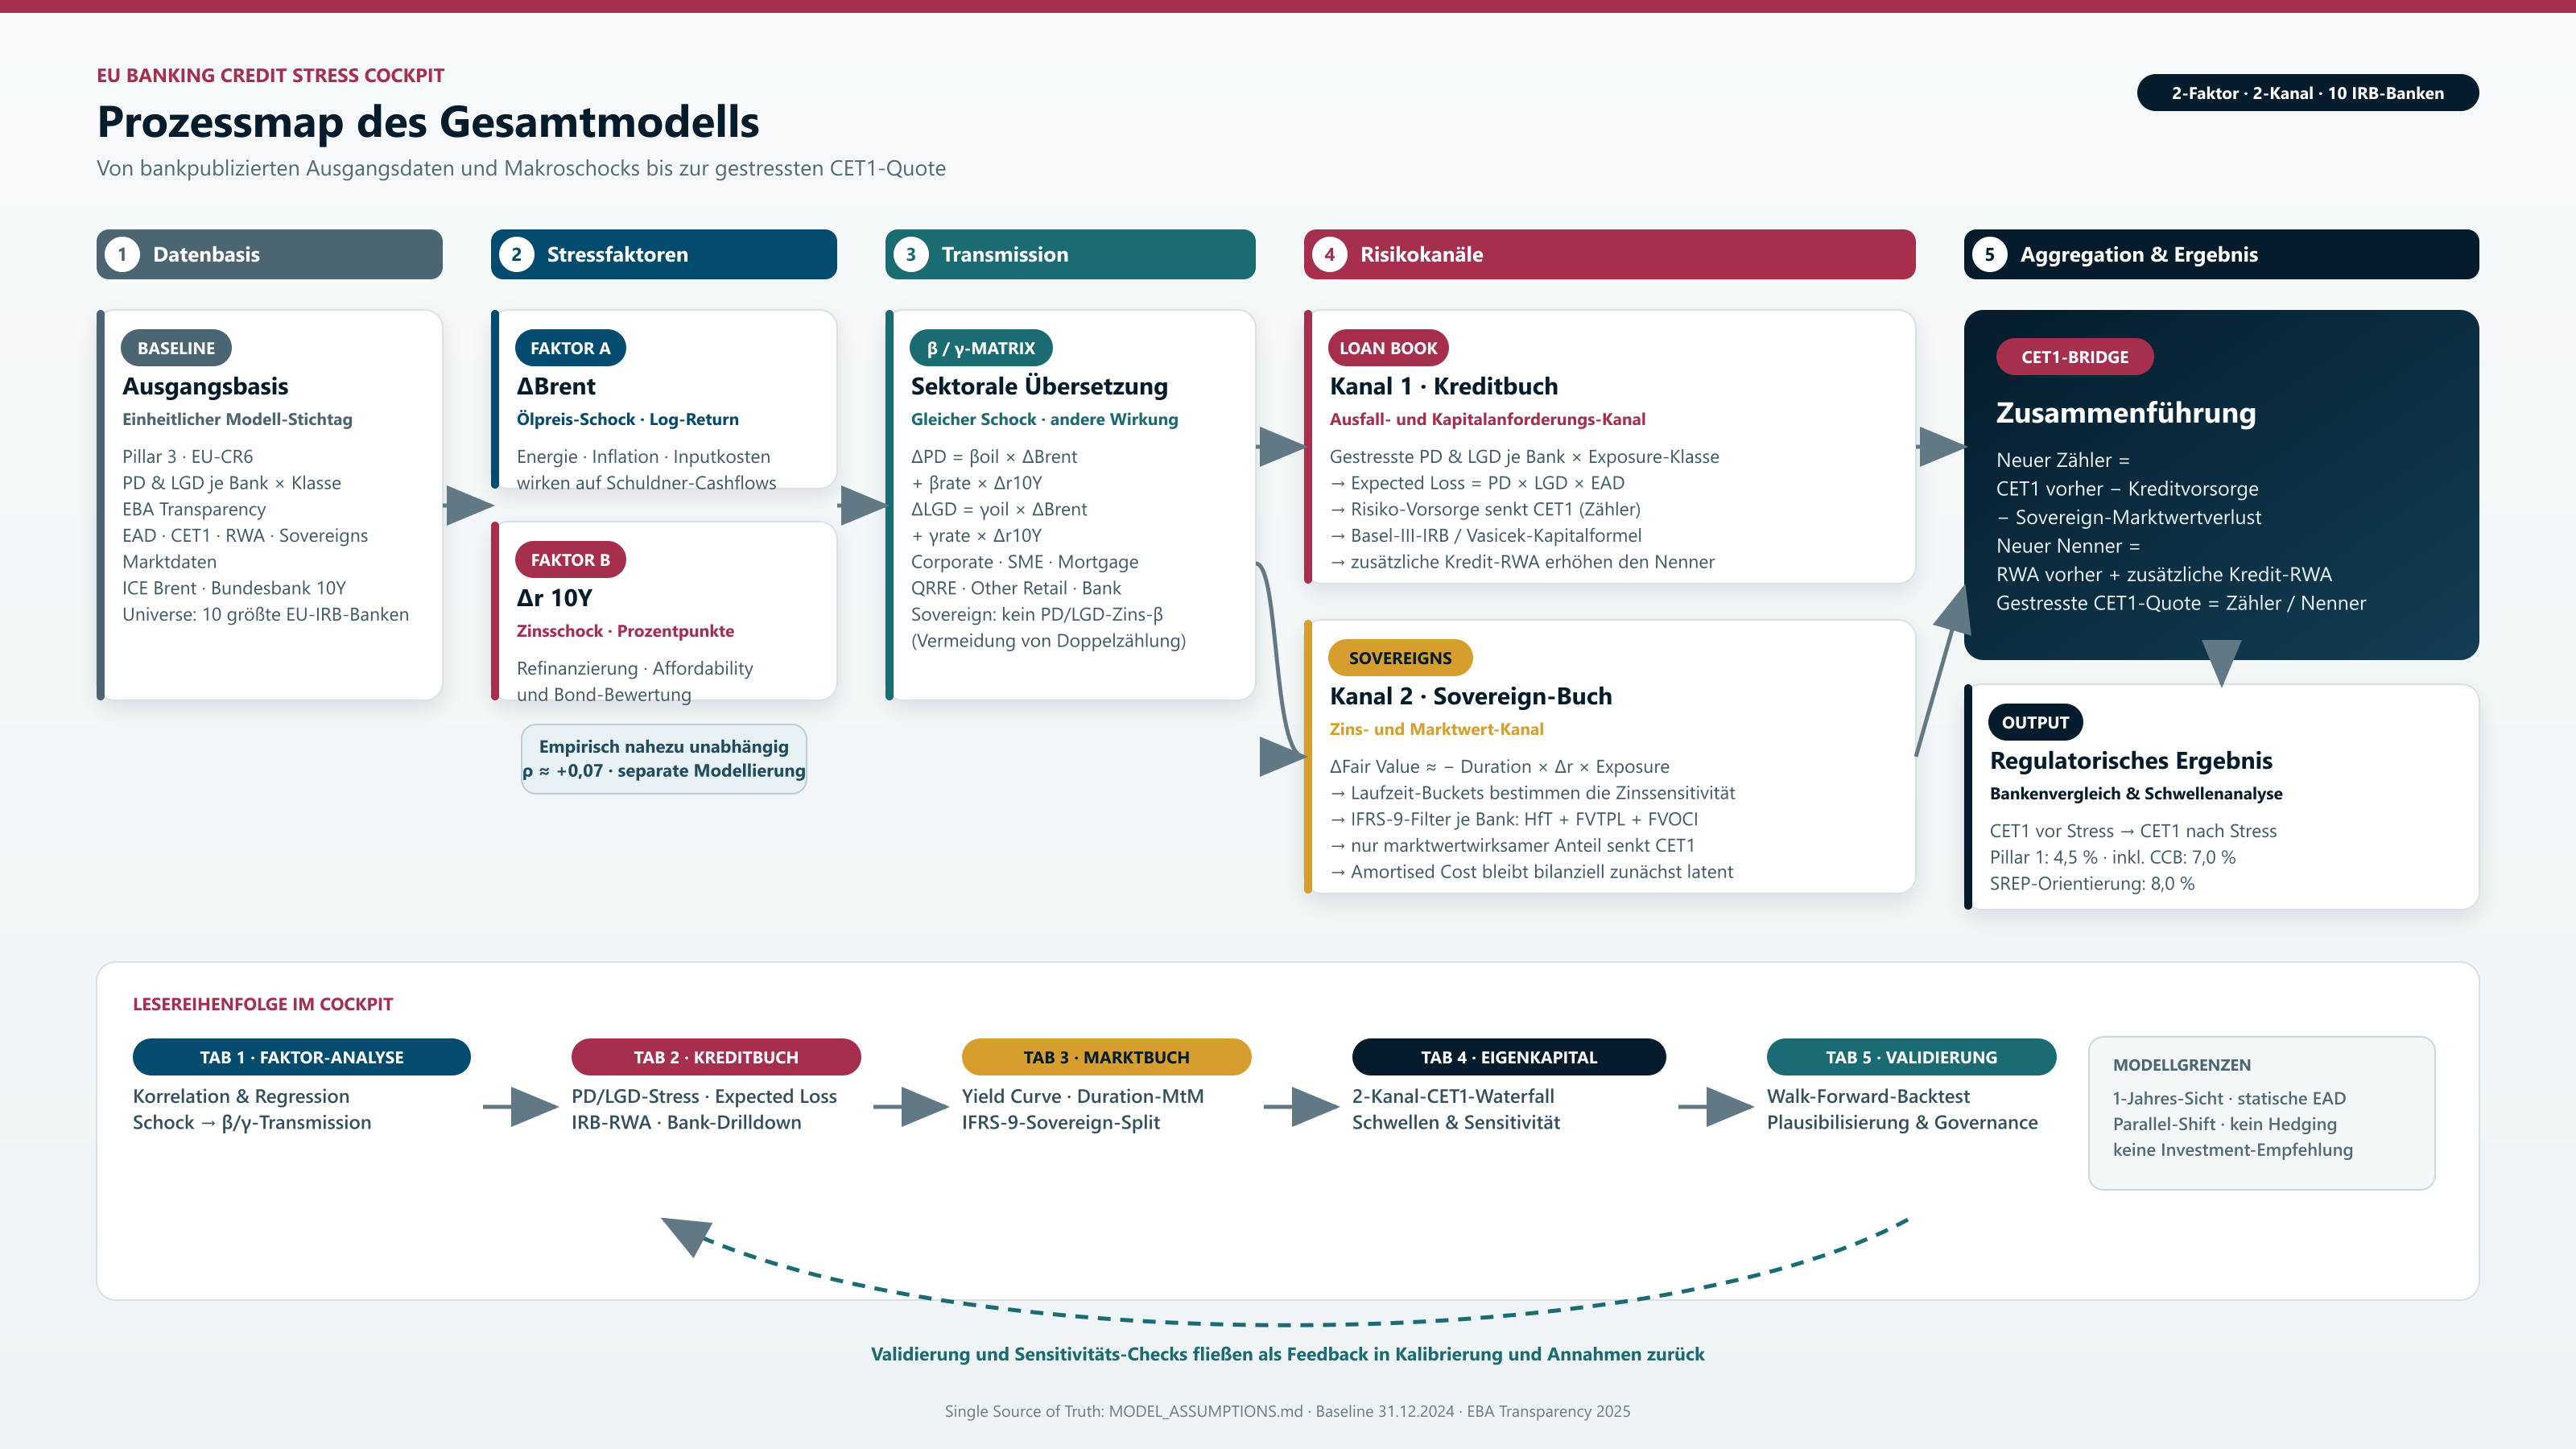 EU BANKING CREDIT STRESS COCKPIT
Prozessmap des Gesamtmodells
Von bankpublizierten Ausgangsdaten und Makroschocks bis zur gestressten CET1-Quote
2-Faktor · 2-Kanal · 10 IRB-Banken
1 Datenbasis
BASELINE
Ausgangsbasis
Einheitlicher Modell-Stichtag
Pillar 3 · EU-CR6
PD & LGD je Bank × Klasse
EBA Transparency
EAD · CET1 · RWA · Sovereigns
Marktdaten
ICE Brent · Bundesbank 10Y
Universe: 10 größte EU-IRB-Banken
2 Stressfaktoren
FAKTOR A
ΔBrent
Ölpreis-Schock · Log-Return
Energie · Inflation · Inputkosten
wirken auf Schuldner-Cashflows
FAKTOR B
Δr 10Y
Zinsschock · Prozentpunkte
Refinanzierung · Affordability
und Bond-Bewertung
Empirisch nahezu unabhängig
ρ ≈ +0,07 · separate Modellierung
3 Transmission
β / γ-MATRIX
Sektorale Übersetzung
Gleicher Schock · andere Wirkung
ΔPD = βoil × ΔBrent
+ βrate × Δr10Y
ΔLGD = γoil × ΔBrent
+ γrate × Δr10Y
Corporate · SME · Mortgage
QRRE · Other Retail · Bank
Sovereign: kein PD/LGD-Zins-β
(Vermeidung von Doppelzählung)
4 Risikokanäle
LOAN BOOK
Kanal 1 · Kreditbuch
Ausfall- und Kapitalanforderungs-Kanal
Gestresste PD & LGD je Bank × Exposure-Klasse
→ Expected Loss = PD × LGD × EAD
→ Risiko-Vorsorge senkt CET1 (Zähler)
→ Basel-III-IRB / Vasicek-Kapitalformel
→ zusätzliche Kredit-RWA erhöhen den Nenner
SOVEREIGNS
Kanal 2 · Sovereign-Buch
Zins- und Marktwert-Kanal
ΔFair Value ≈ − Duration × Δr × Exposure
→ Laufzeit-Buckets bestimmen die Zinssensitivität
→ IFRS-9-Filter je Bank: HfT + FVTPL + FVOCI
→ nur marktwertwirksamer Anteil senkt CET1
→ Amortised Cost bleibt bilanziell zunächst latent
5 Aggregation & Ergebnis
CET1-BRIDGE
Zusammenführung
Neuer Zähler =
CET1 vorher − Kreditvorsorge
− Sovereign-Marktwertverlust
Neuer Nenner =
RWA vorher + zusätzliche Kredit-RWA
Gestresste CET1-Quote = Zähler / Nenner
OUTPUT
Regulatorisches Ergebnis
Bankenvergleich & Schwellenanalyse
CET1 vor Stress → CET1 nach Stress
Pillar 1: 4,5 % · inkl. CCB: 7,0 %
SREP-Orientierung: 8,0 %
LESEREIHENFOLGE IM COCKPIT
TAB 1 · FAKTOR-ANALYSE
Korrelation & Regression
Schock → β/γ-Transmission
TAB 2 · KREDITBUCH
PD/LGD-Stress · Expected Loss
IRB-RWA · Bank-Drilldown
TAB 3 · MARKTBUCH
Yield Curve · Duration-MtM
IFRS-9-Sovereign-Split
TAB 4 · EIGENKAPITAL
2-Kanal-CET1-Waterfall
Schwellen & Sensitivität
TAB 5 · VALIDIERUNG
Walk-Forward-Backtest
Plausibilisierung & Governance
MODELLGRENZEN
1-Jahres-Sicht · statische EAD
Parallel-Shift · kein Hedging
keine Investment-Empfehlung
Validierung und Sensitivitäts-Checks fließen als Feedback in Kalibrierung und Annahmen zurück
Single Source of Truth: MODEL_ASSUMPTIONS.md · Baseline 31.12.2024 · EBA Transparency 2025